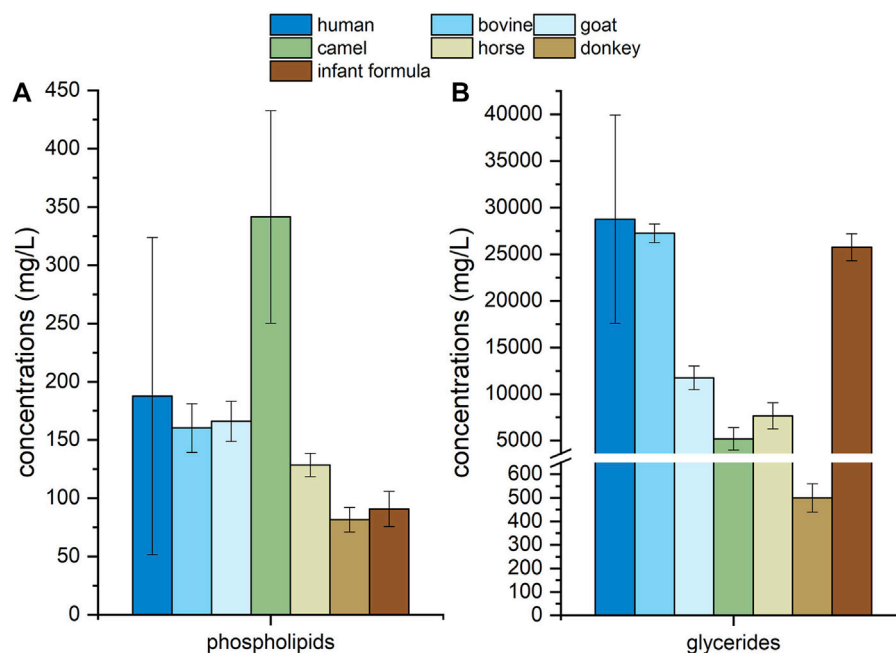 human bovine goat
camel horse donkey
infant formula
A
450
400
350
300
250
200
150
100
50
0
concentrations (mg/L)
phospholipids
B
40000
35000
30000
25000
20000
15000
10000
5000
600
500
400
300
200
100
0
concentrations (mg/L)
glycerides